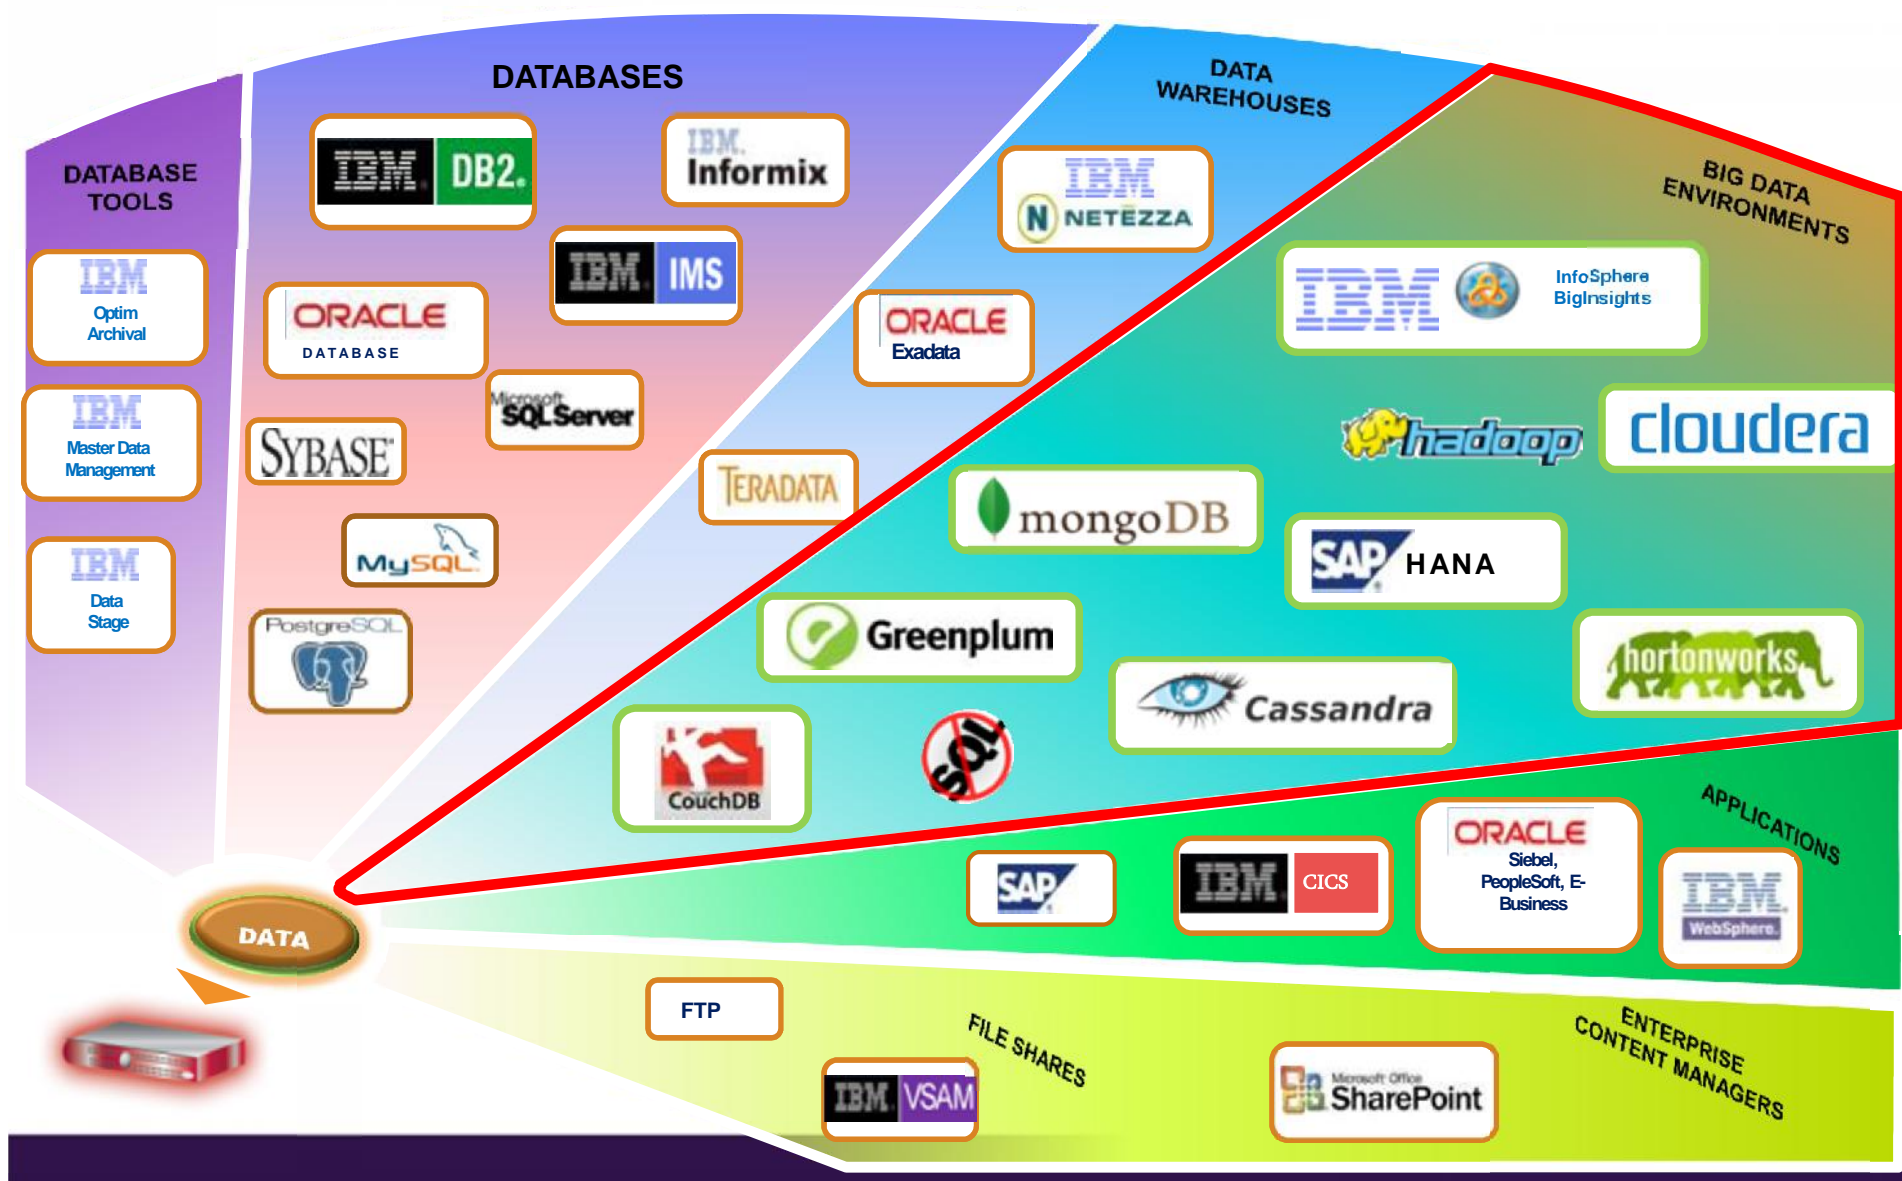 DATABASE
TOOLS
IBM
Optim
Archival
IBM
Master Data
Management
IBM
Data
Stage
DATABASES
IBM. DB2.
IBM.
Informix
IBM. IMS
ORACLE
DATABASE
Microsoft
SQL Server
SYBASE
MySQL
PostgreSQL
DATA
WAREHOUSES
IBM
N NETEZZA
ORACLE
Exadata
TERADATA
BIG DATA
ENVIRONMENTS
IBM
InfoSphere
BigInsights
hadoop
cloudera
mongoDB
SAP HANA
Greenplum
hortonworks
Cassandra
CouchDB
SQL
APPLICATIONS
SAP
IBM. CICS
ORACLE
Siebel,
PeopleSoft, E-
Business
IBM.
WebSphere.
DATA
FTP
FILE SHARES
IBM. VSAM
ENTERPRISE
CONTENT MANAGERS
Microsoft Office
SharePoint